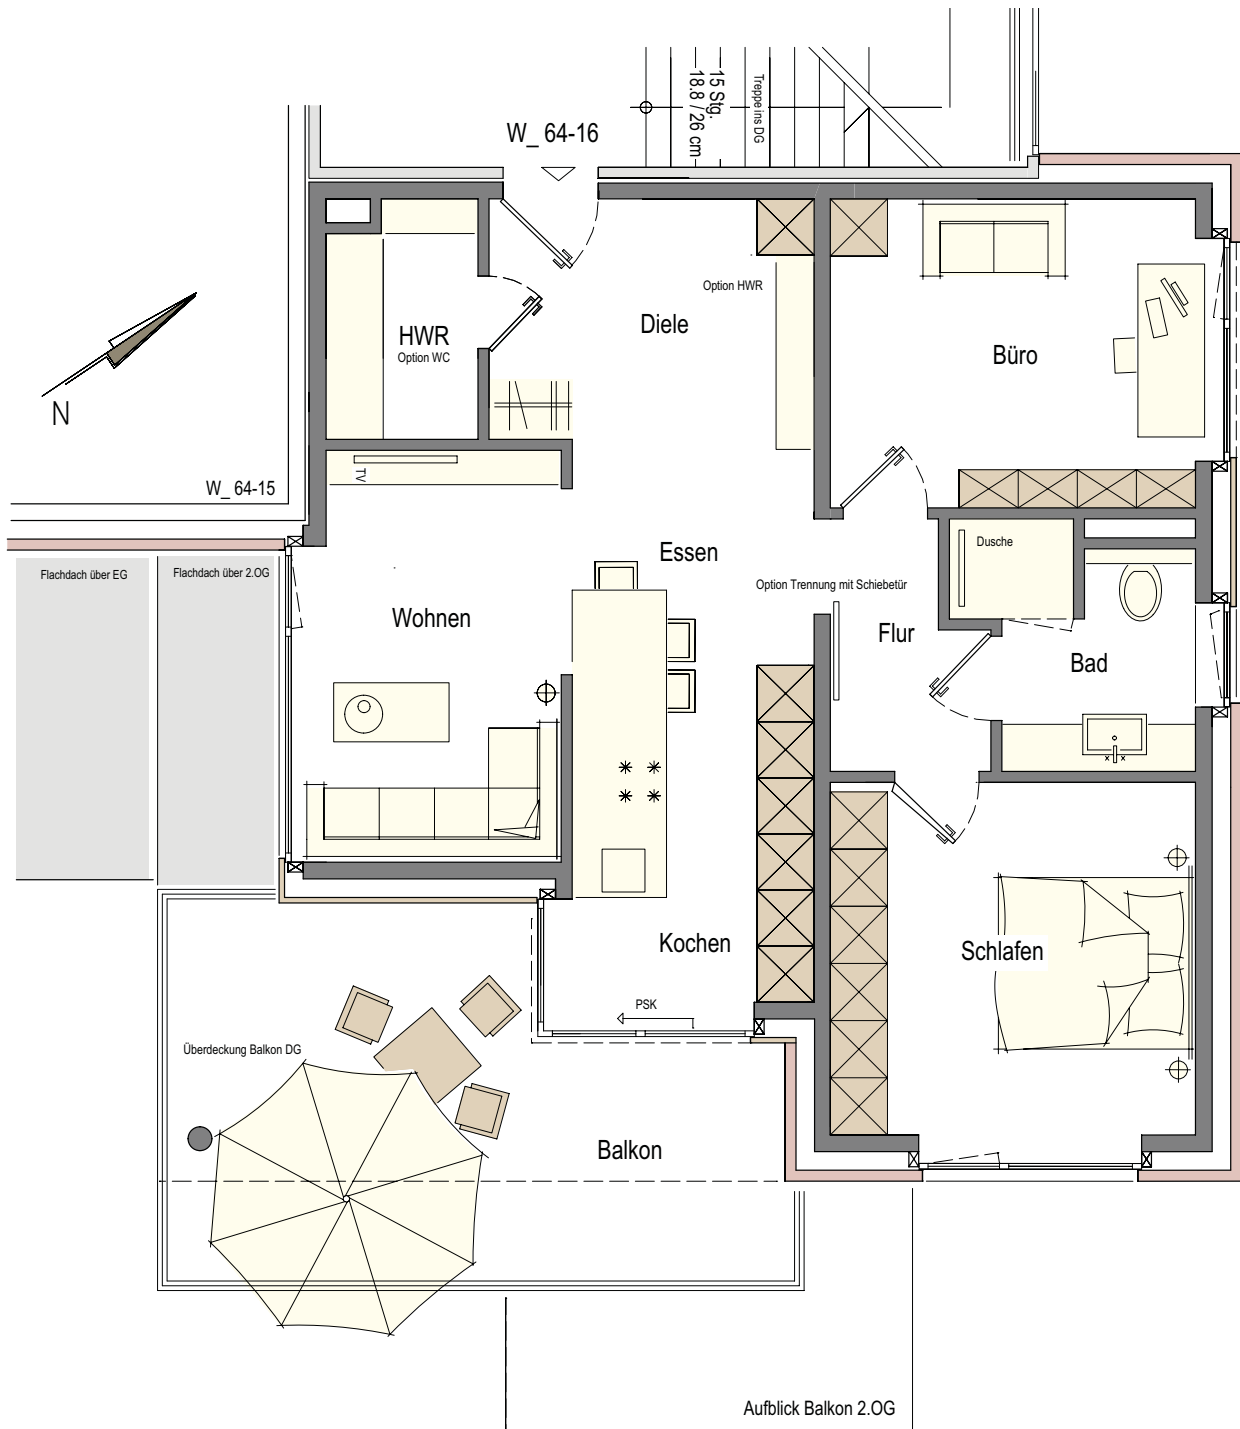 15 Stg.
18.8 / 26 cm
Treppe ins DG
W_ 64-16
Option HWR
Diele
HWR
Option WC
Büro
N
TV
W_ 64-15
Dusche
Essen
Flachdach über EG
Flachdach über 2.OG
Option Trennung mit Schiebetür
Wohnen
Flur
Bad
Kochen
Schlafen
PSK
Überdeckung Balkon DG
Balkon
Aufblick Balkon 2.OG